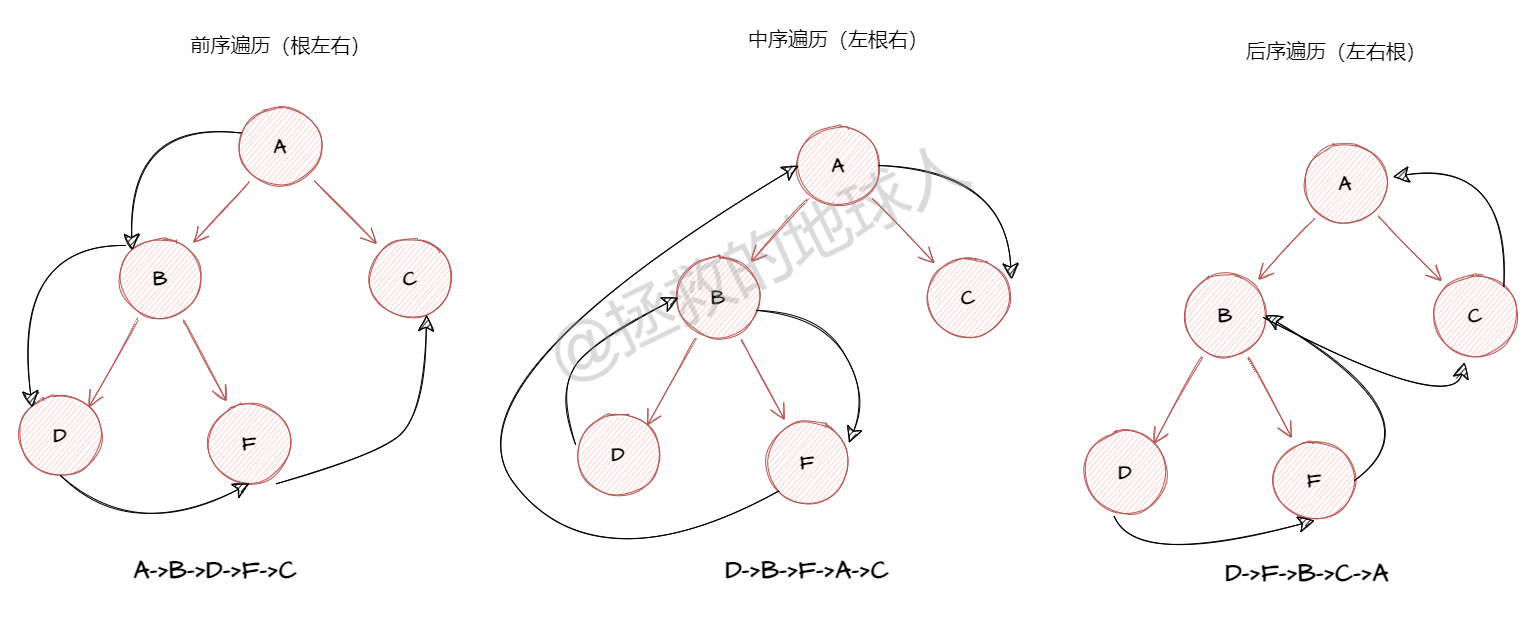 前序遍历（根左右）
中序遍历（左根右）
后序遍历（左右根）
A
B
C
D
F
A->B->D->F->C
A
B
C
D
F
D->B->F->A->C
A
B
C
D
F
D->F->B->C->A
@拯救的地球人